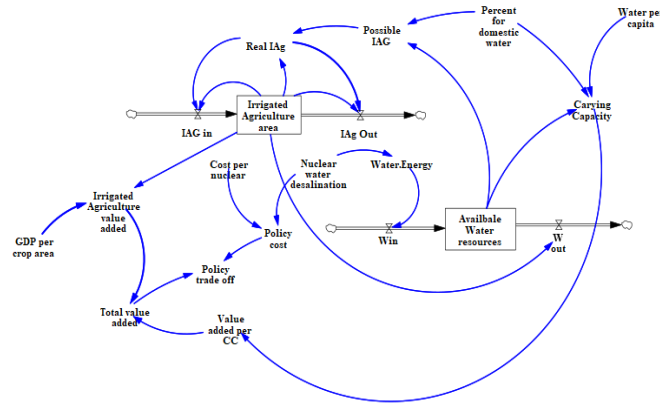 Percent
for
domestic
water
Water per
capita
Possible
IAG
Real IAg
Irrigated
Agriculture
area
Carying
Capacity
IAG in
IAg Out
Cost per
nuclear
Nuclear
water
desalination
Water.Energy
Irrigated
Agriculture
value
added
GDP per
crop area
Policy
cost
Win
Availbale
Water
resources
W
out
Policy
trade off
Total value
added
Value
added per
CC